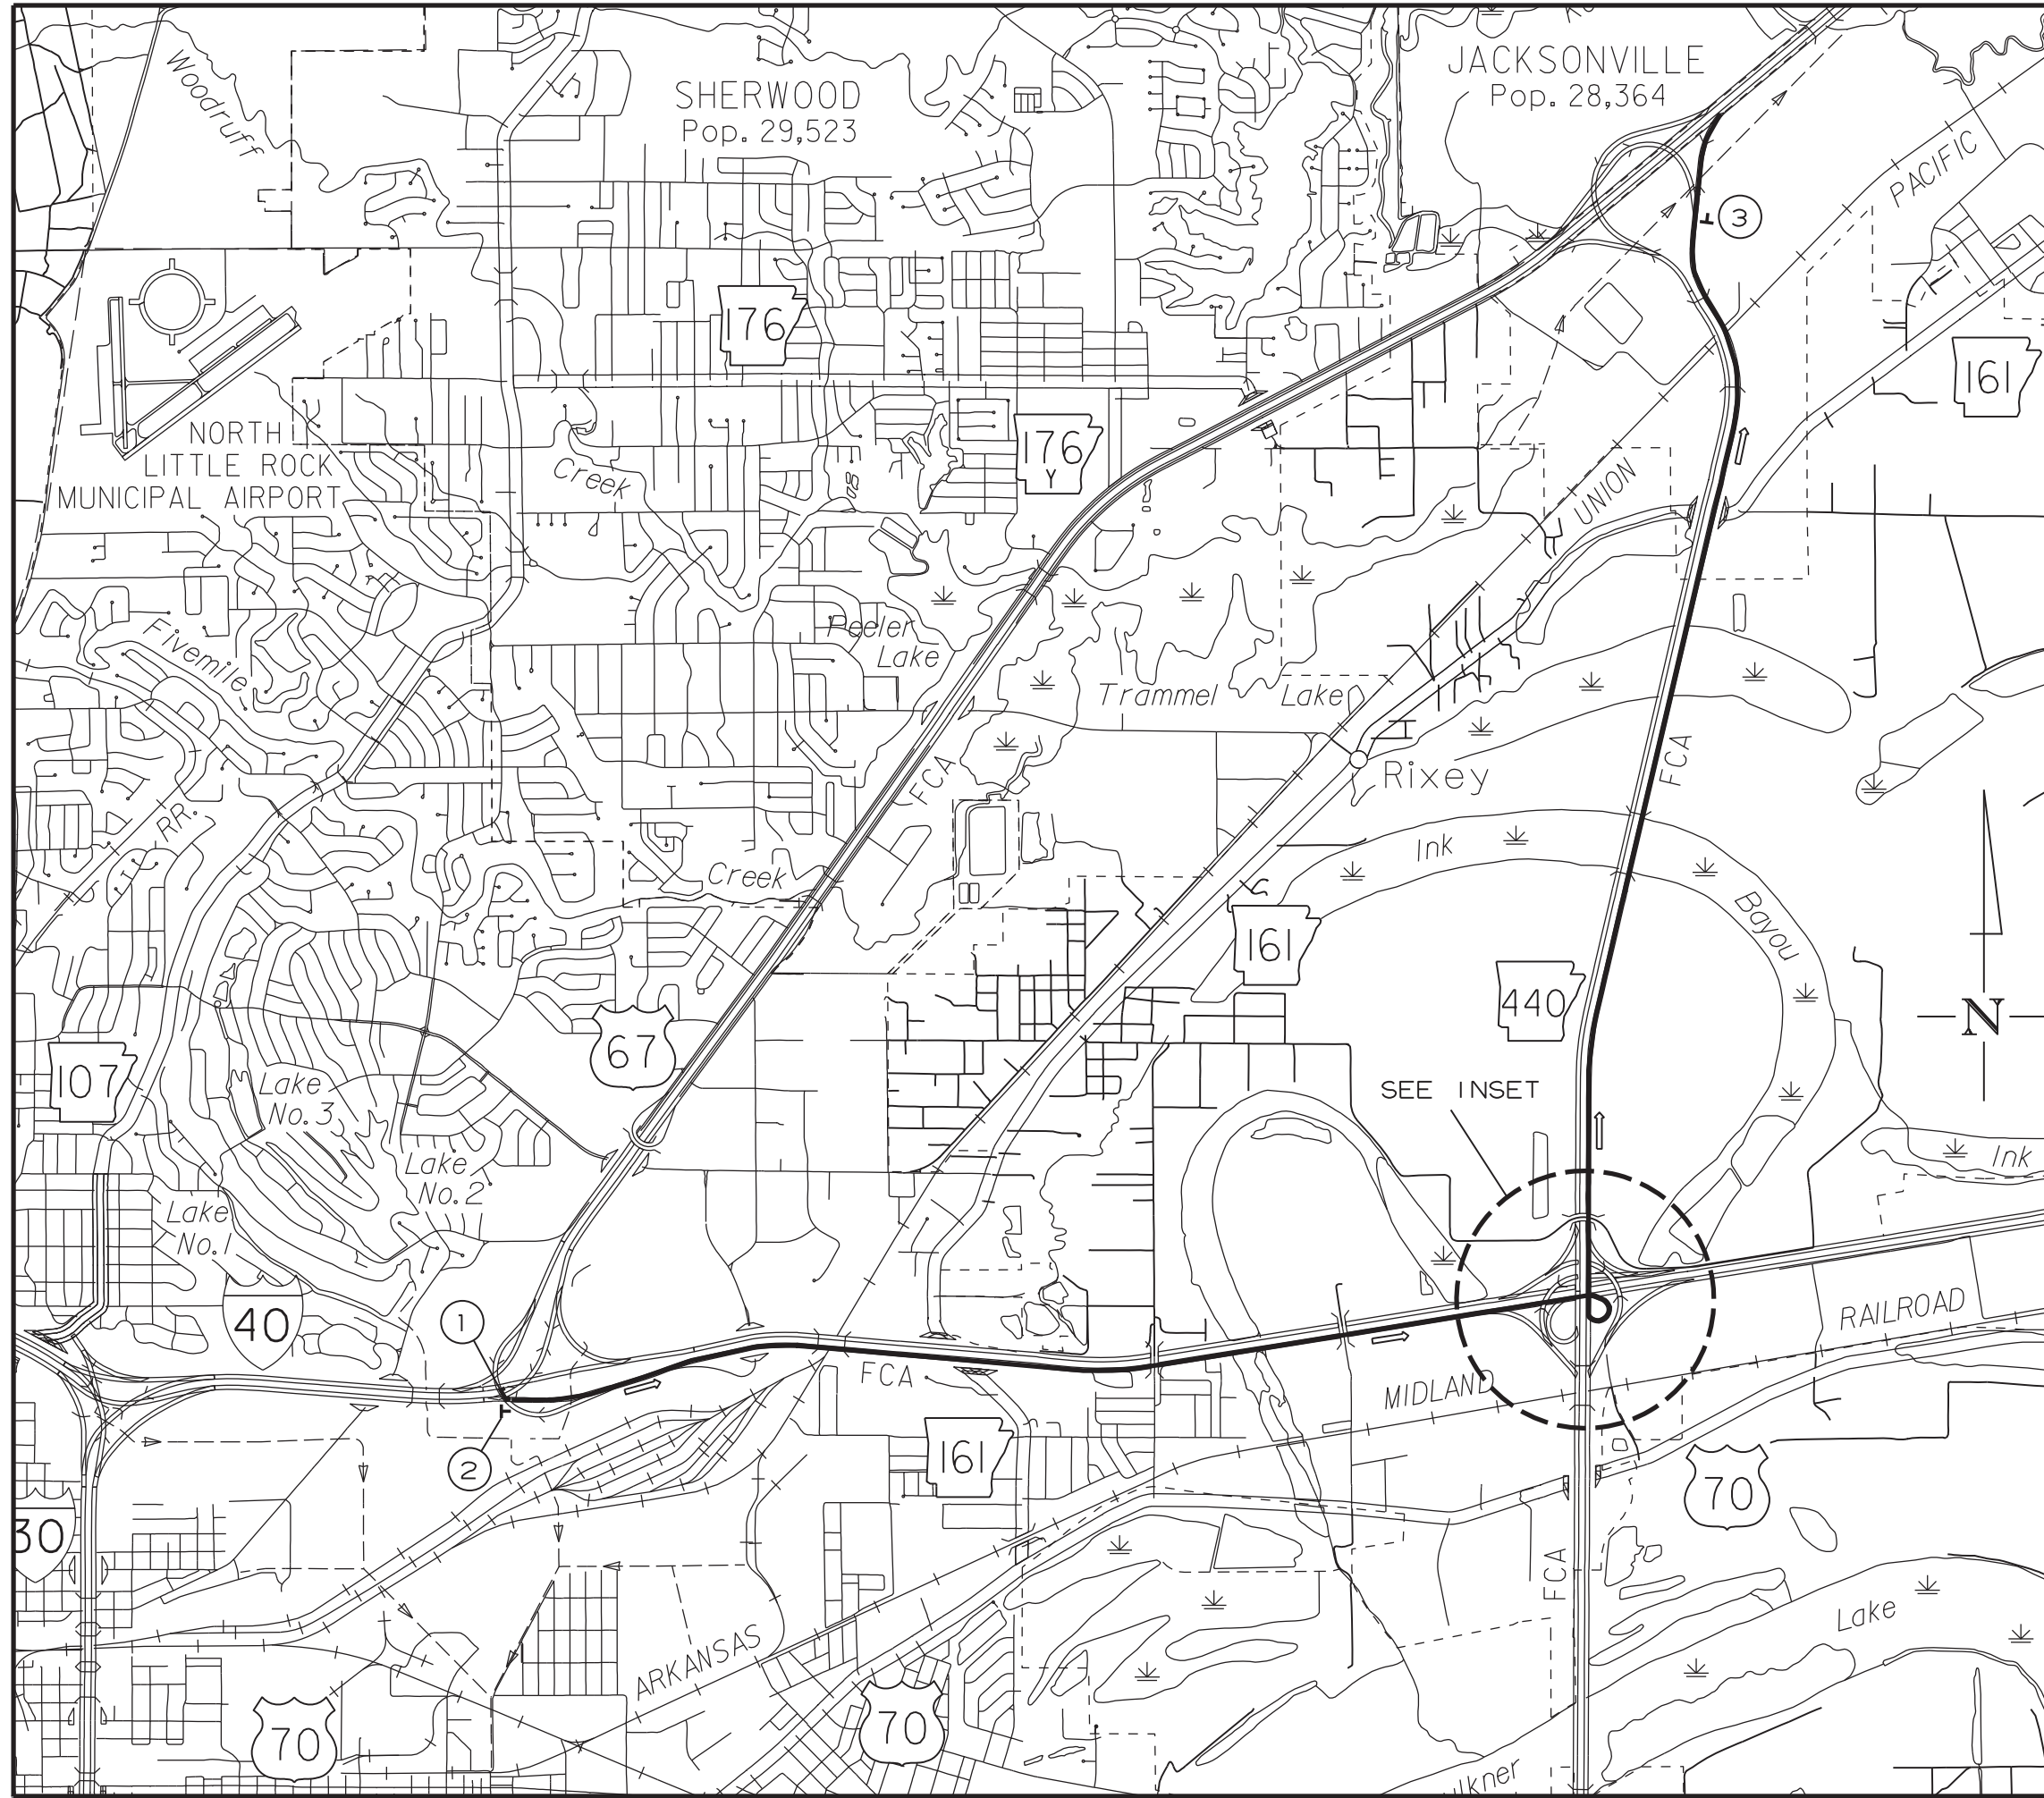 Woodruff
SHERWOOD
Pop. 29,523
JACKSONVILLE
Pop. 28,364
PACIFIC
3
176
161
NORTH
LITTLE ROCK
MUNICIPAL AIRPORT
176
Y
Creek
UNION
Fivemile
Peeler
Lake
Trammel Lake
FCA
FCA
Rixey
RR.
Ink
Bayou
Creek
161
440
N
67
107
SEE INSET
Lake
No.3
Lake
No.2
Ink
Lake
No.1
40
1
RAILROAD
FCA
MIDLAND
161
2
70
30
FCA
Lake
ARKANSAS
70
70
lkner